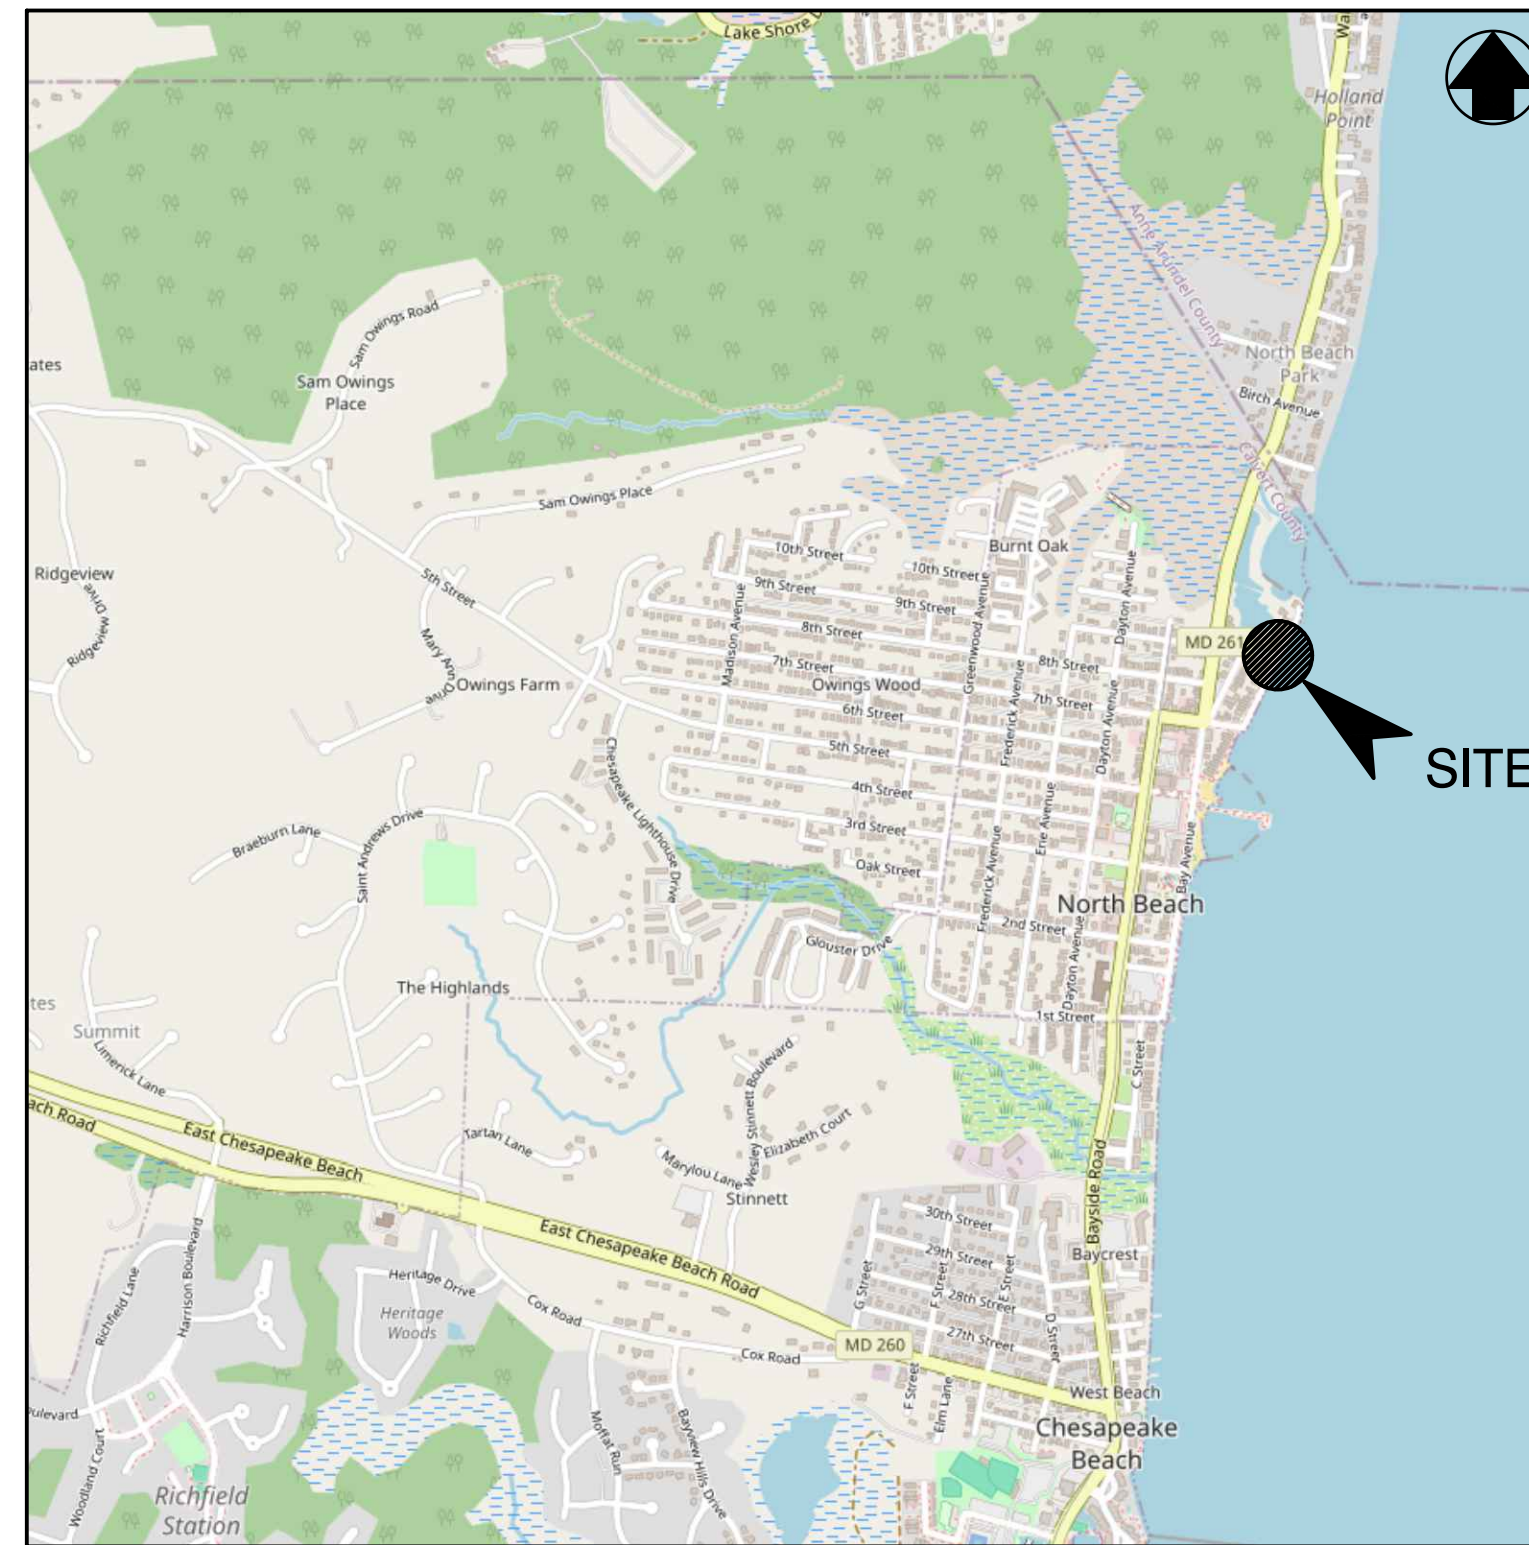 Lake Shore
Wa
Holland
Point
Anne Arundel County
North Beach
Park
Birch Avenue
Calvert County
Sam Owings Road
ates
Sam Owings
Place
Sam Owings Place
Burnt Oak
10th Street
10th Street
Ridgeview
Ridgeview Drive
5th Street
9th Street
9th Street
Madison Avenue
Greenwood Avenue
Dayton Avenue
Mary Ann Drive
8th Street
MD 261
7th Street
8th Street
Owings Farm
Owings Wood
7th Street
6th Street
Frederick Avenue
Dayton Avenue
Chesapeake Lighthouse Drive
5th Street
SITE
4th Street
Braeburn Lane
Saint Andrews Drive
3rd Street
Erie Avenue
Bay Avenue
Oak Street
Frederick Avenue
North Beach
2nd Street
Glouster Drive
Dayton Avenue
The Highlands
tes
Summit
1st Street
Limerick Lane
Wesley Stinnett Boulevard
C Street
ach Road
East Chesapeake Beach
Tartan Lane
Elizabeth Court
Marylou Lane
Stinnett
Bayside Road
30th Street
East Chesapeake Beach Road
29th Street
Baycrest
Harrison Boulevard
Richfield Lane
Heritage Drive
G Street
F Street
E Street
28th Street
Heritage
Woods
Cox Road
D Street
27th Street
MD 260
Cox Road
F Street
Elm Lane
West Beach
oulevard
Chesapeake
Beach
Woodland Court
Moffat Run
Bayview Hills Drive
Richfield
Station